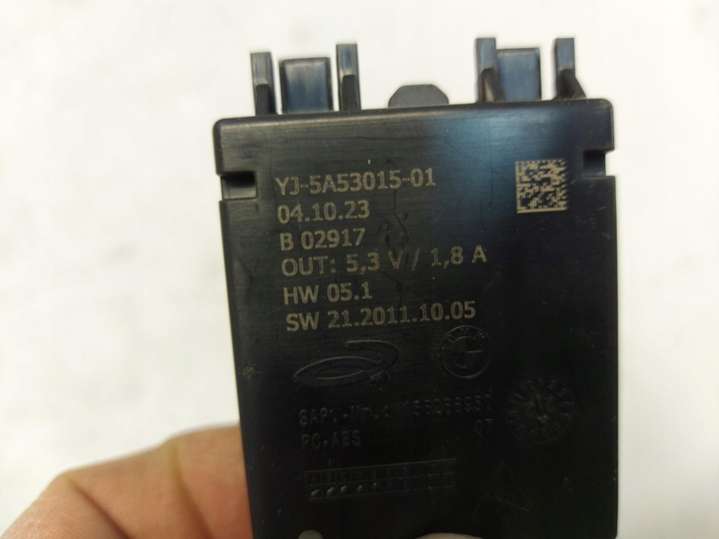 YJ-5A53015-01
04.10.23
B 02917
OUT: 5,3 V / 1,8 A
HW 05.1
SW 21.2011.10.05
PC-ABS
07